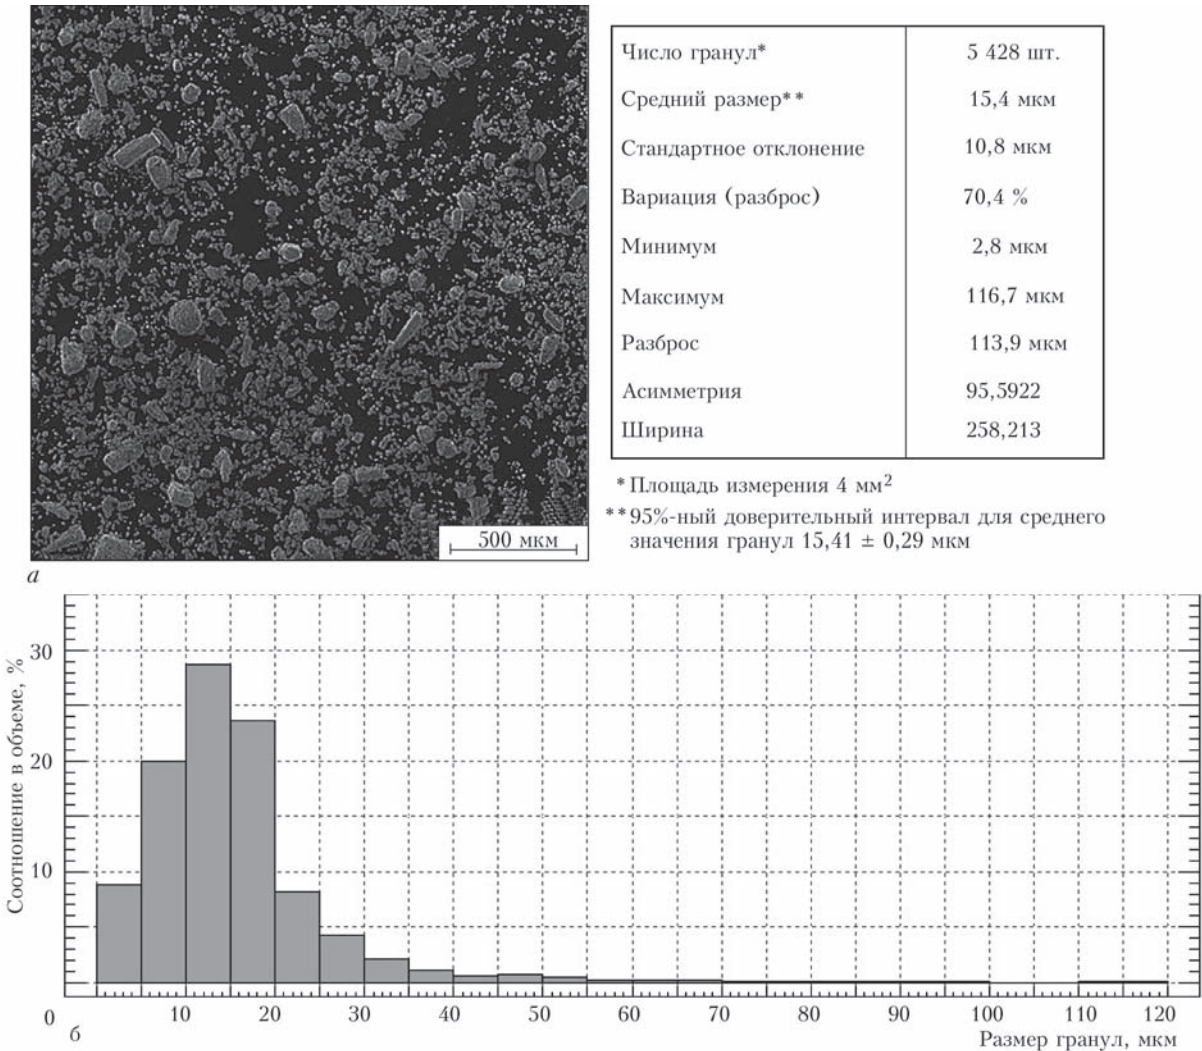 500 мкм
а
Число гранул* 5 428 шт.
Средний размер** 15,4 мкм
Стандартное отклонение 10,8 мкм
Вариация (разброс) 70,4 %
Минимум 2,8 мкм
Максимум 116,7 мкм
Разброс 113,9 мкм
Асимметрия 95,5922
Ширина 258,213
* Площадь измерения 4 мм²
** 95%-ный доверительный интервал для среднего
значения гранул 15,41 ± 0,29 мкм
Соотношение в объеме, %
30
20
10
0 10 20 30 40 50 60 70 80 90 100 110 120
б
Размер гранул, мкм